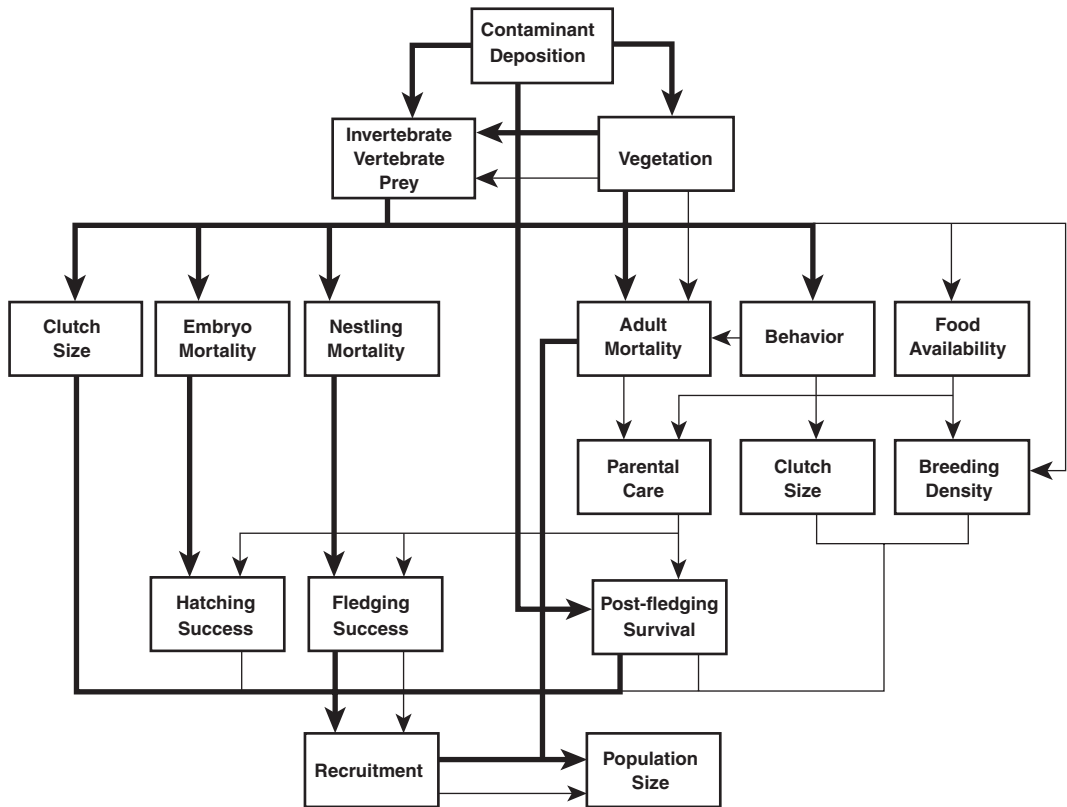 Contaminant
Deposition
Invertebrate
Vertebrate
Prey
Vegetation
Clutch
Size
Embryo
Mortality
Nestling
Mortality
Adult
Mortality
Behavior
Food
Availability
Parental
Care
Clutch
Size
Breeding
Density
Hatching
Success
Fledging
Success
Post-fledging
Survival
Recruitment
Population
Size